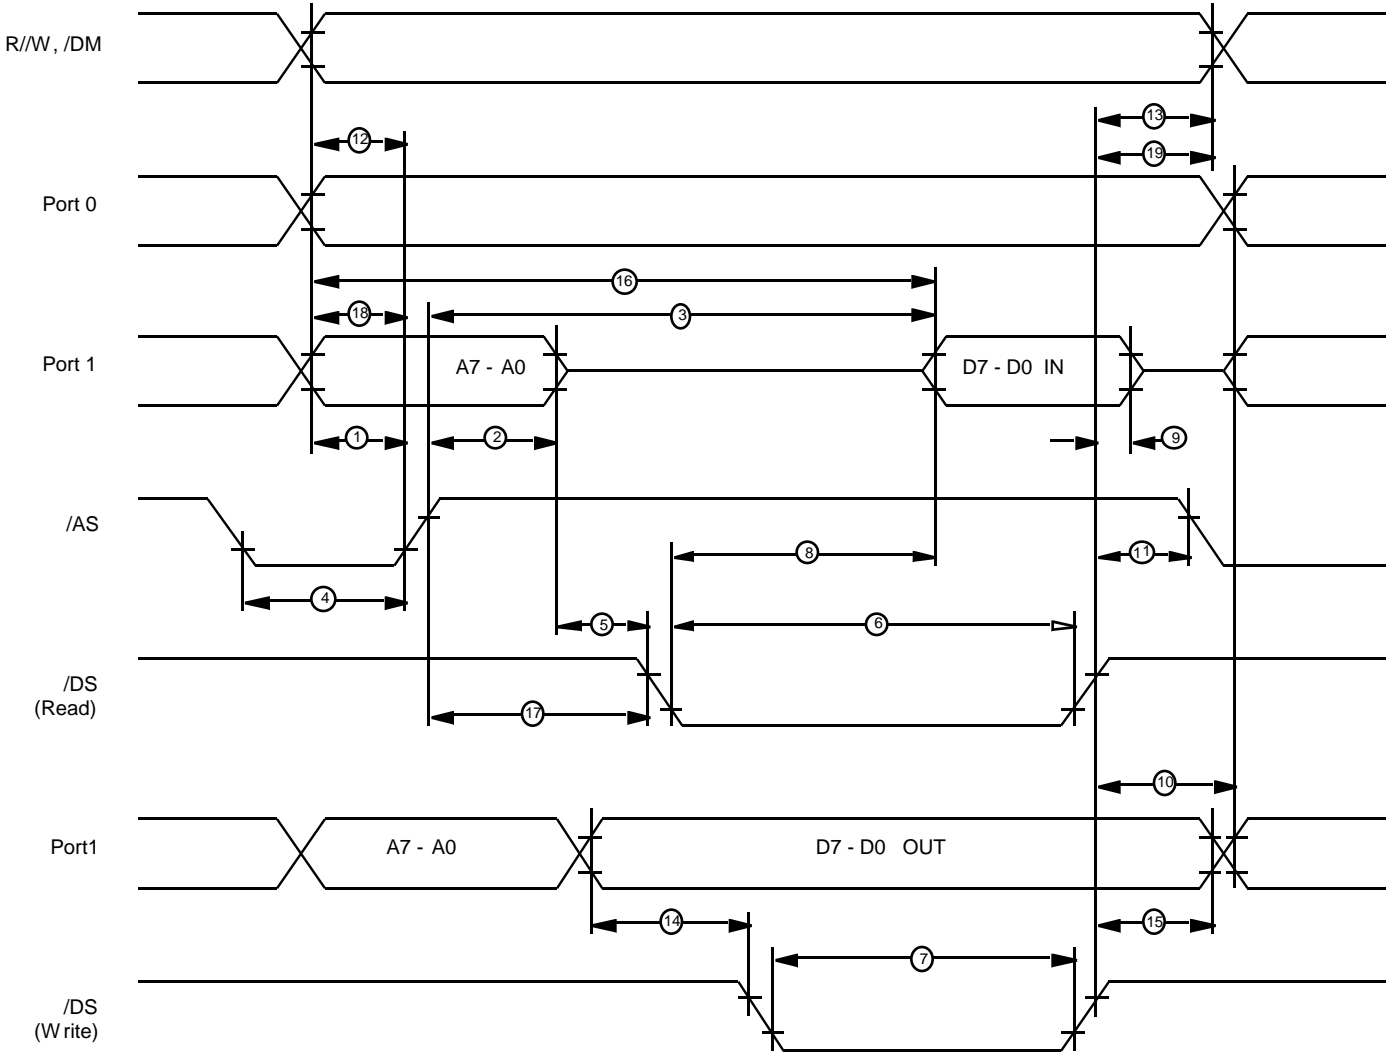 R//W, /DM
13
12
19
Port 0
16
18
3
Port 1
A7 - A0
D7 - D0 IN
1
2
9
/AS
8
11
4
5
6
/DS
(Read)
17
10
Port1
A7 - A0
D7 - D0 OUT
14
15
7
/DS
(Write)